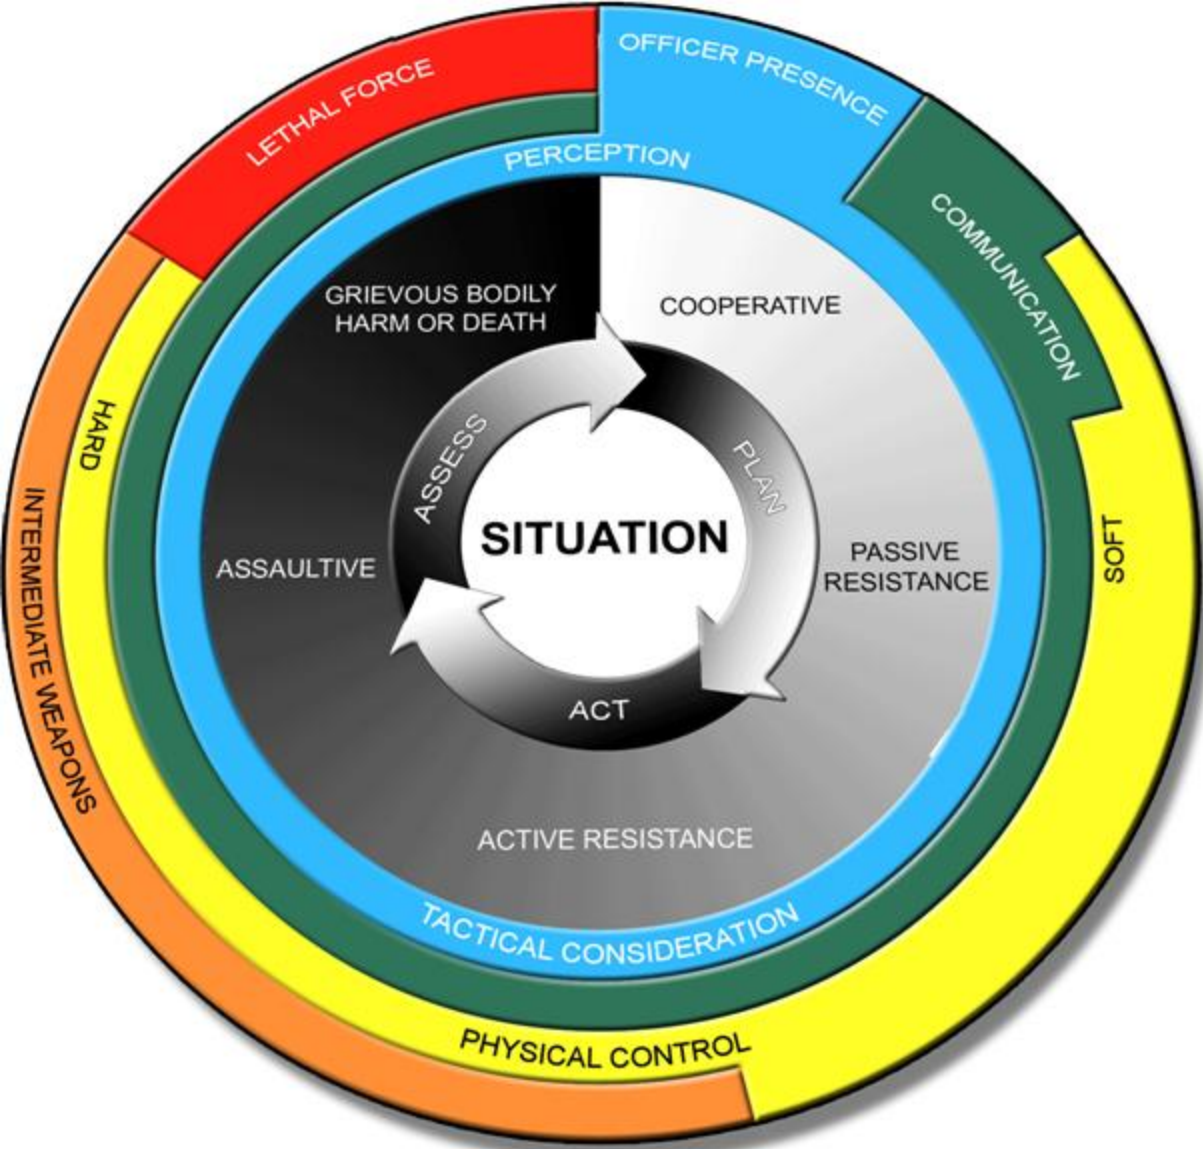 OFFICER PRESENCE
LETHAL FORCE
PERCEPTION
COMMUNICATION
GRIEVOUS BODILY
HARM OR DEATH
COOPERATIVE
HARD
ASSESS
PLAN
SITUATION
PASSIVE
RESISTANCE
SOFT
ASSAULTIVE
INTERMEDIATE WEAPONS
ACT
ACTIVE RESISTANCE
TACTICAL CONSIDERATION
PHYSICAL CONTROL